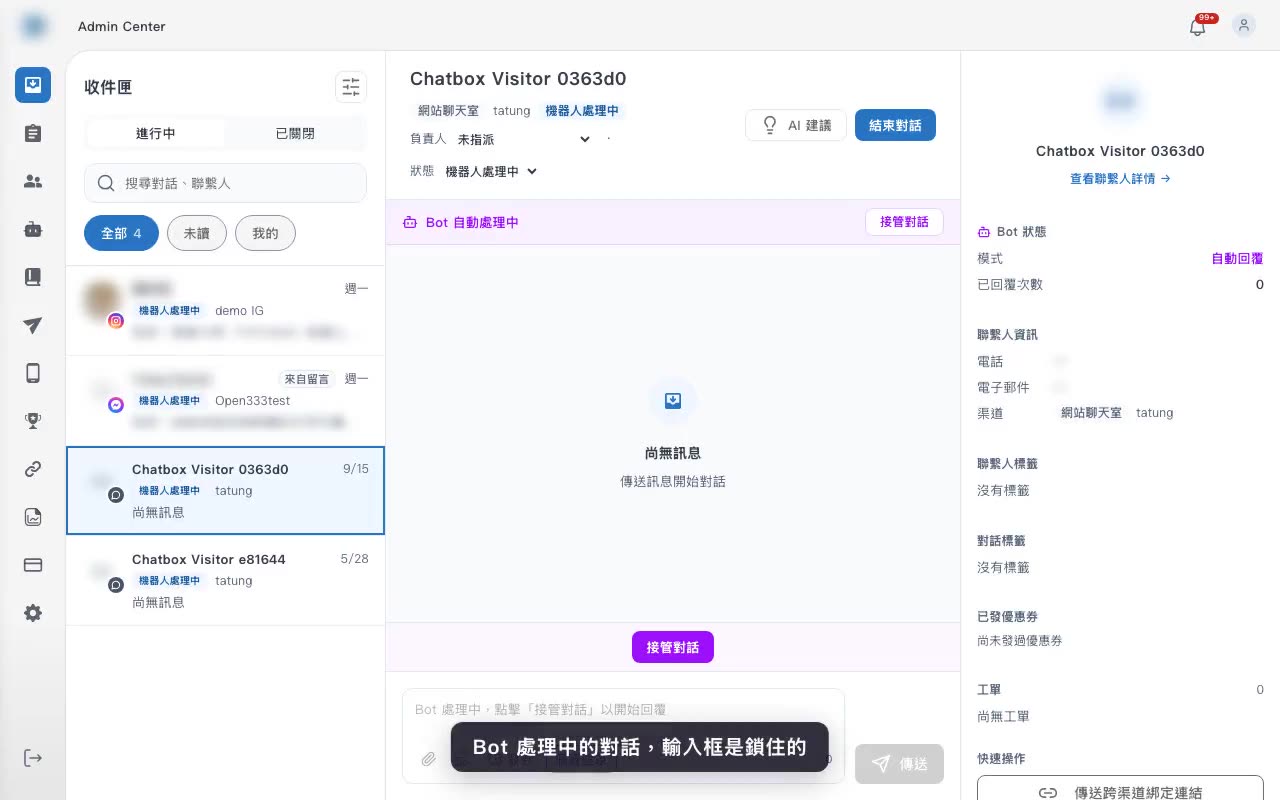 Admin Center
99+
收件匣
進行中
已關閉
搜尋對話、聯繫人
全部 4
未讀
我的
週一
機器人處理中 demo IG
來自留言 週一
機器人處理中 Open333test
Chatbox Visitor 0363d0 9/15
機器人處理中 tatung
尚無訊息
Chatbox Visitor e81644 5/28
機器人處理中 tatung
尚無訊息
Chatbox Visitor 0363d0
網站聊天室 tatung 機器人處理中
負責人 未指派
狀態 機器人處理中
AI 建議
結束對話
Bot 自動處理中
接管對話
尚無訊息
傳送訊息開始對話
接管對話
Bot 處理中，點擊「接管對話」以開始回覆
Bot 處理中的對話，輸入框是鎖住的
傳送
Chatbox Visitor 0363d0
查看聯繫人詳情 →
Bot 狀態
模式 自動回覆
已回覆次數 0
聯繫人資訊
電話
電子郵件
渠道 網站聊天室 tatung
聯繫人標籤
沒有標籤
對話標籤
沒有標籤
已發優惠券
尚未發過優惠券
工單 0
尚無工單
快速操作
傳送跨渠道綁定連結